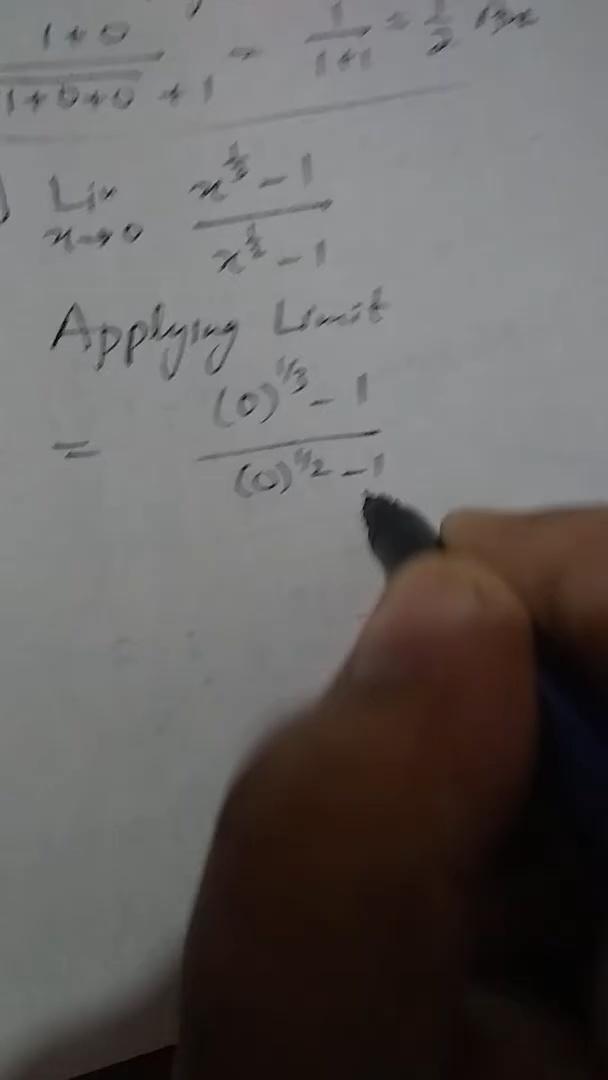 1+0 / 1+0+0 + 1 = 1 / 1+1 = 1/2
) Lim x→0 x^{1/3} - 1 / x^{1/2} - 1
Applying Limit
= (0)^{1/3} - 1 / (0)^{1/2} - 1